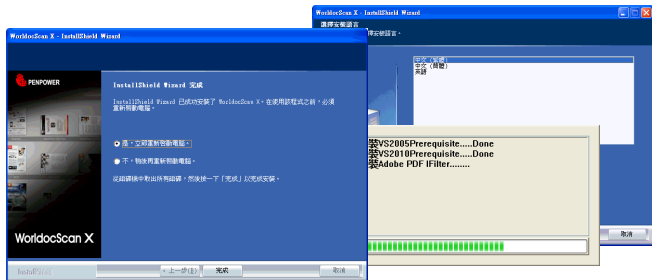 WorldocScan X - InstallShield Wizard
選擇安裝語言
擇安裝語言。
中文 (繁體)
中文 (簡體)
英語
取消
裝VS2005Prerequisite.....Done
裝VS2010Prerequisite.....Done
裝Adobe PDF IFilter........
WorldocScan X - InstallShield Wizard
PENPOWER
InstallShield Wizard 完成
InstallShield Wizard 已成功安裝了 WorldocScan X。在使用該程式之前，必須
重新啟動電腦。
是，立即重新啟動電腦。
不，稍後再重新啟動電腦。
從磁碟機中取出所有磁碟，然後按一下「完成」以完成安裝。
WorldocScan X
InstallShield
< 上一步(B)
完成
取消